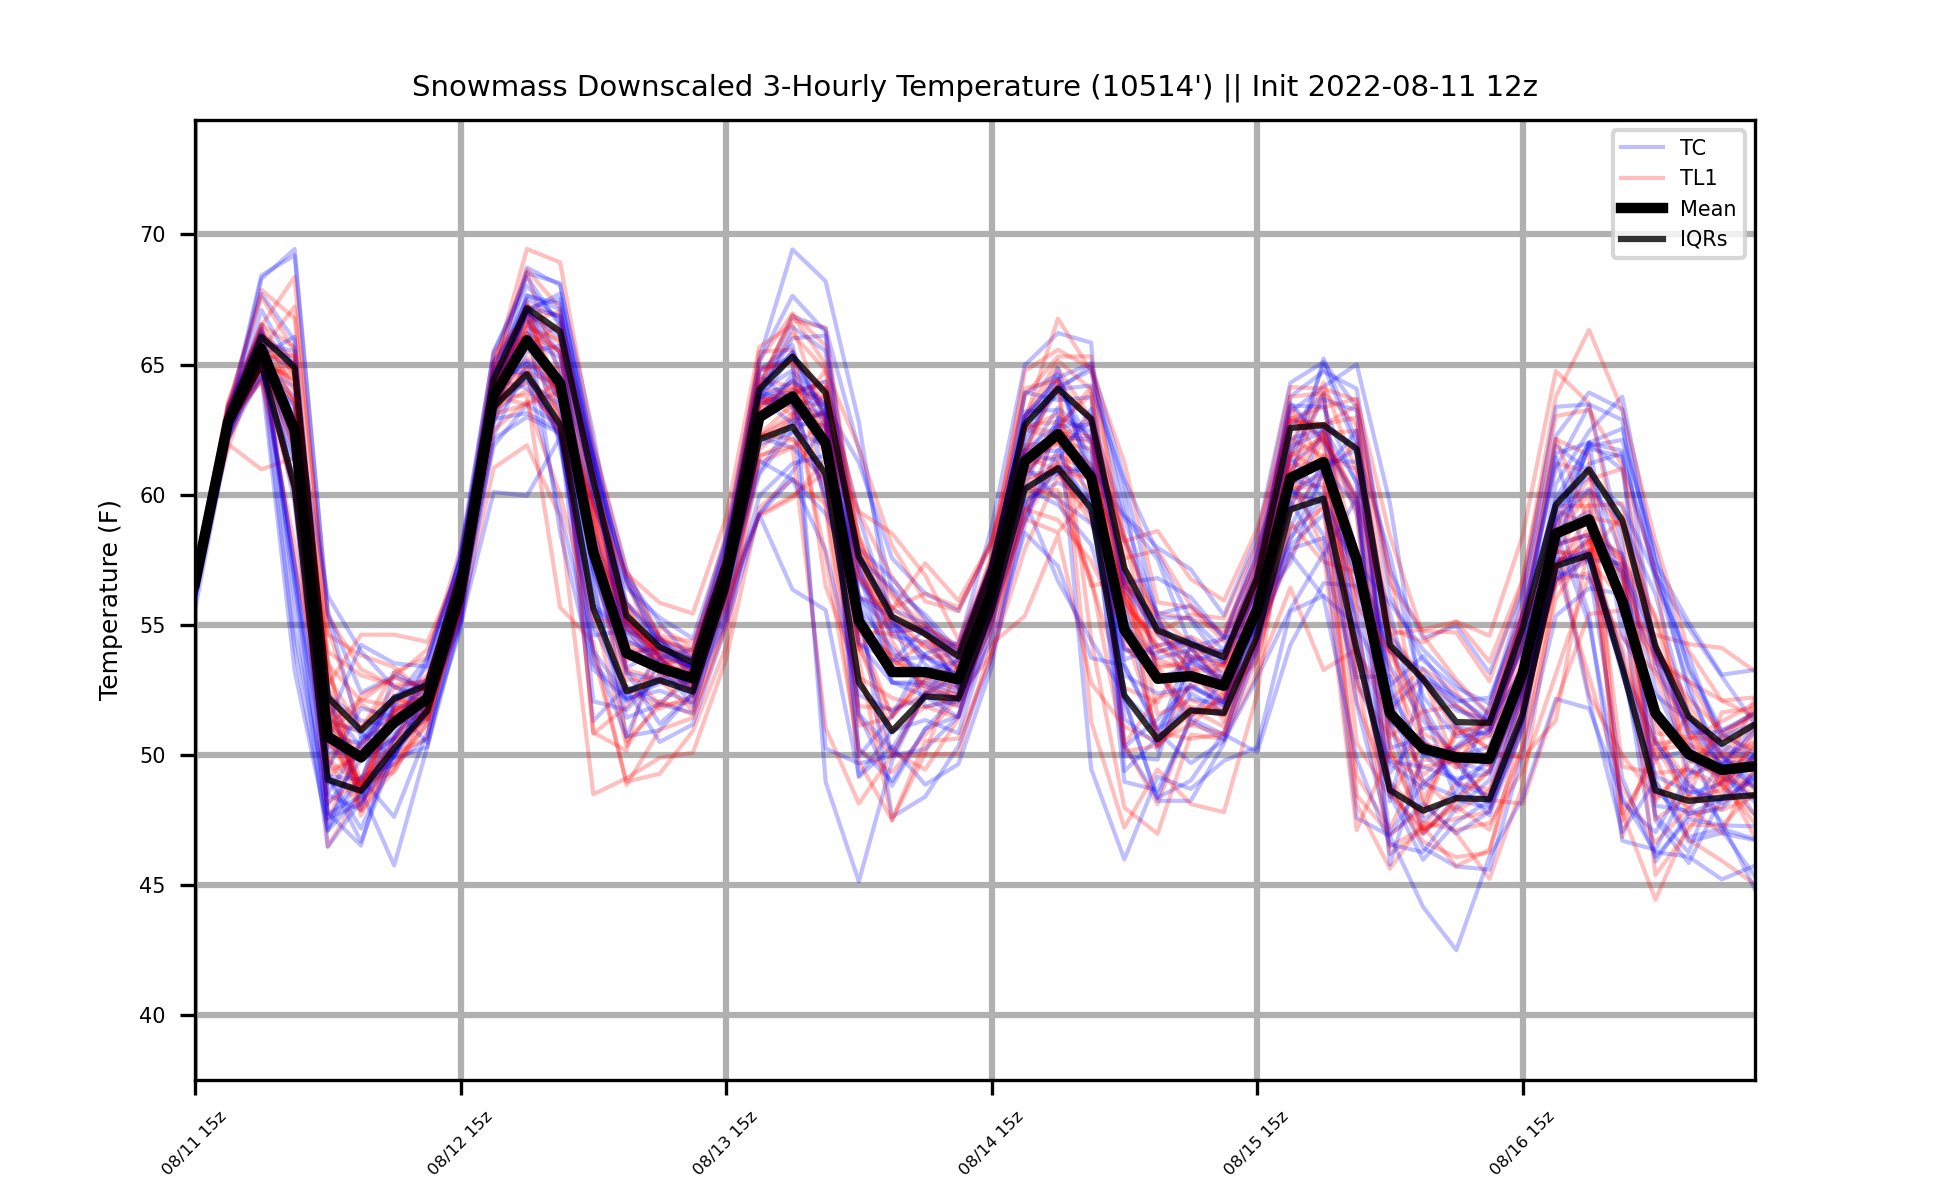 Snowmass Downscaled 3-Hourly Temperature (10514') || Init 2022-08-11 12z
TC
TL1
Mean
IQRs
Temperature (F)
70
65
60
55
50
45
40
08/11 15z
08/12 15z
08/13 15z
08/14 15z
08/15 15z
08/16 15z